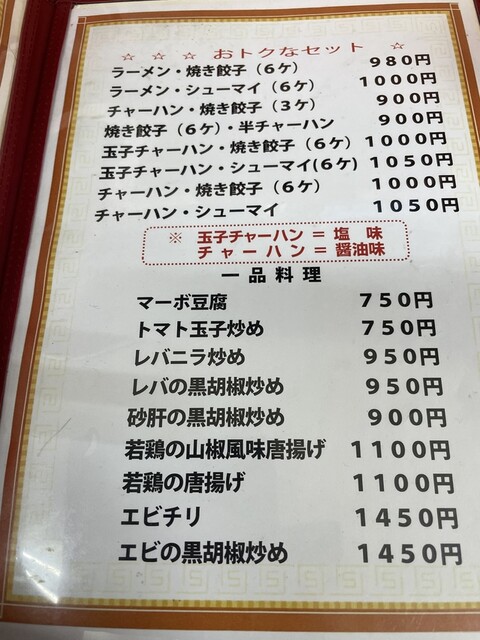 ☆ ☆ ☆ おトクなセット ☆
ラーメン・焼き餃子（6ケ） 980円
ラーメン・シューマイ（6ケ） 1000円
チャーハン・焼き餃子（3ケ） 900円
焼き餃子（6ケ）・半チャーハン 900円
玉子チャーハン・焼き餃子（6ケ） 1000円
玉子チャーハン・シューマイ(6ケ) 1050円
チャーハン・焼き餃子（6ケ） 1000円
チャーハン・シューマイ 1050円
※ 玉子チャーハン ＝ 塩 味
チャーハン ＝ 醤油味
一品料理
マーボ豆腐 750円
トマト玉子炒め 750円
レバニラ炒め 950円
レバの黒胡椒炒め 950円
砂肝の黒胡椒炒め 900円
若鶏の山椒風味唐揚げ 1100円
若鶏の唐揚げ 1100円
エビチリ 1450円
エビの黒胡椒炒め 1450円